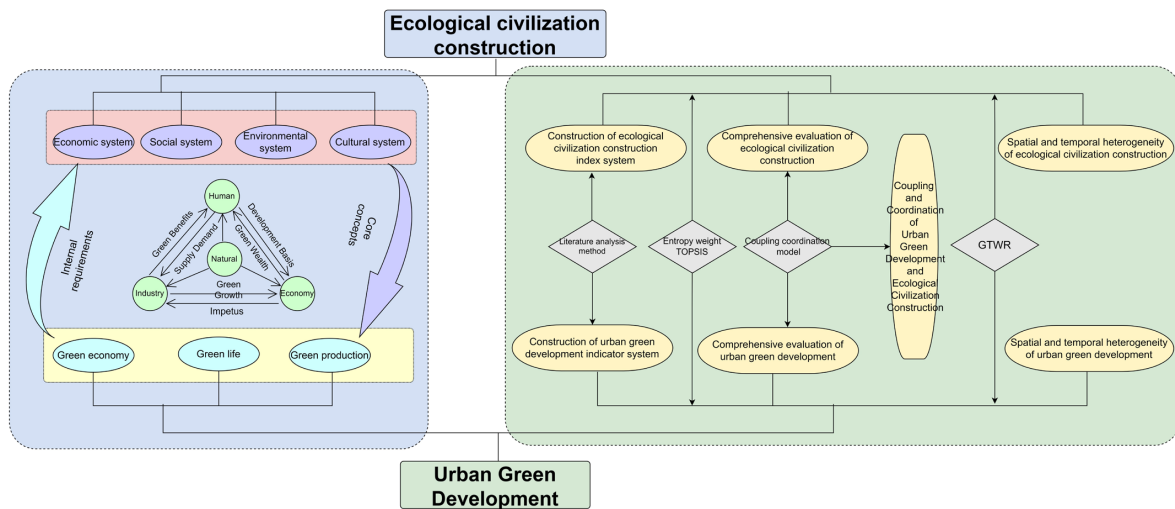 Ecological civilization
construction
Economic system
Social system
Environmental
system
Cultural system
Human
Green Benefits
Supply Demand
Development Basis
Green Wealth
Natural
Industry
Green
Growth
Economy
Impetus
Internal
requirements
Core
concepts
Green economy
Green life
Green production
Construction of ecological
civilization construction
index system
Comprehensive evaluation of
ecological civilization
construction
Spatial and temporal heterogeneity
of ecological civilization construction
Literature analysis
method
Entropy weight
TOPSIS
Coupling coordination
model
Coupling
and
Coordination
of
Urban
Green
Development
and
Ecological
Civilization
Construction
GTWR
Construction of urban green
development indicator system
Comprehensive evaluation of
urban green development
Spatial and temporal heterogeneity
of urban green development
Urban Green
Development